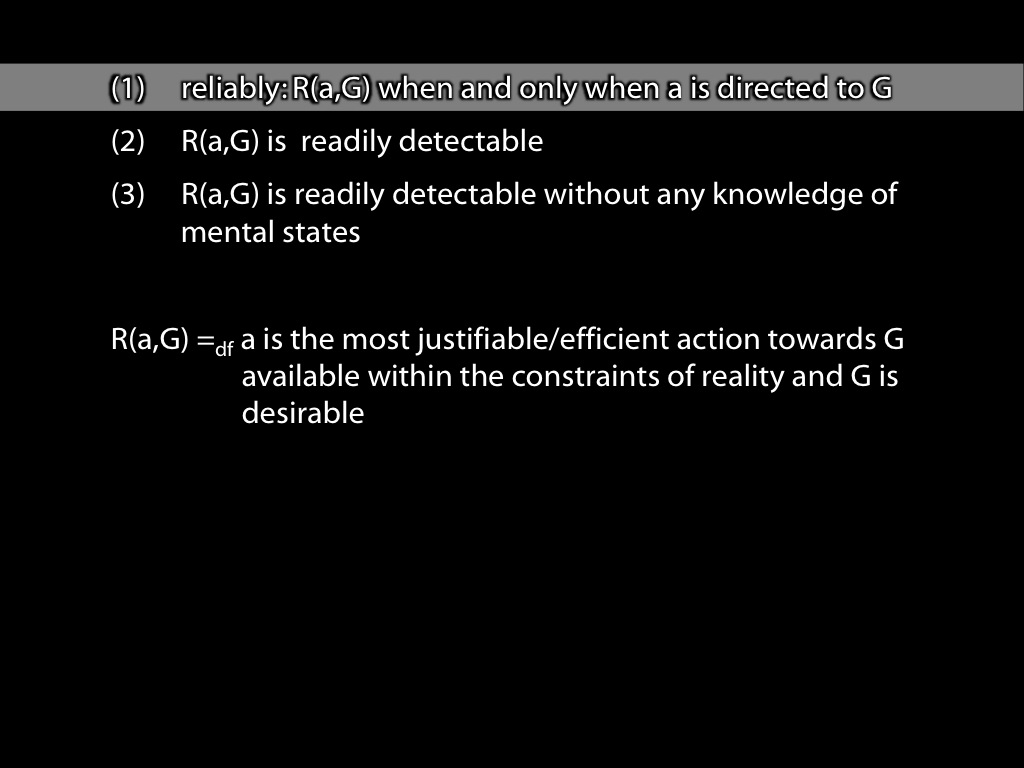 (1) reliably: R(a,G) when and only when a is directed to G
(2) R(a,G) is readily detectable
(3) R(a,G) is readily detectable without any knowledge of
mental states
R(a,G) =df a is the most justifiable/efficient action towards G
available within the constraints of reality and G is
desirable